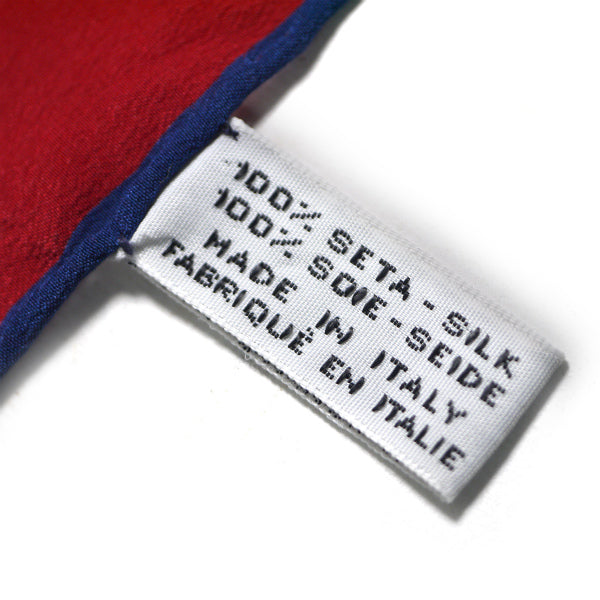 100% SETA - SILK
100% SOIE - SEIDE
MADE IN ITALY
FABRIQUÉ EN ITALIE